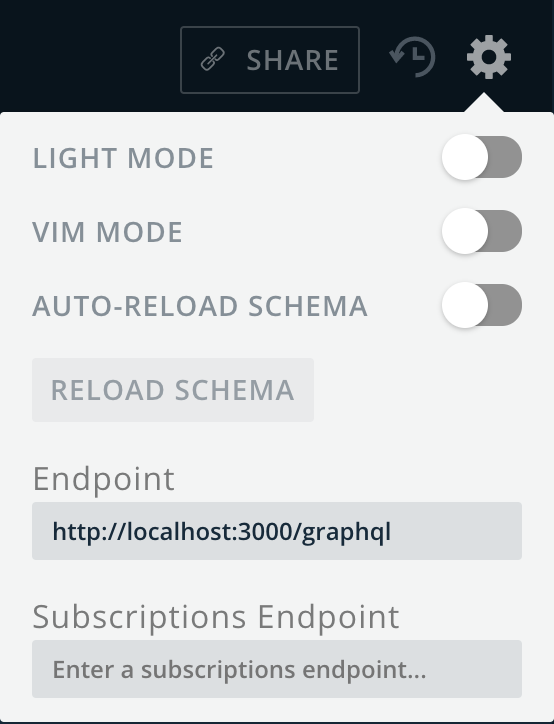 SHARE
LIGHT MODE
VIM MODE
AUTO-RELOAD SCHEMA
RELOAD SCHEMA
Endpoint
http://localhost:3000/graphql
Subscriptions Endpoint
Enter a subscriptions endpoint...